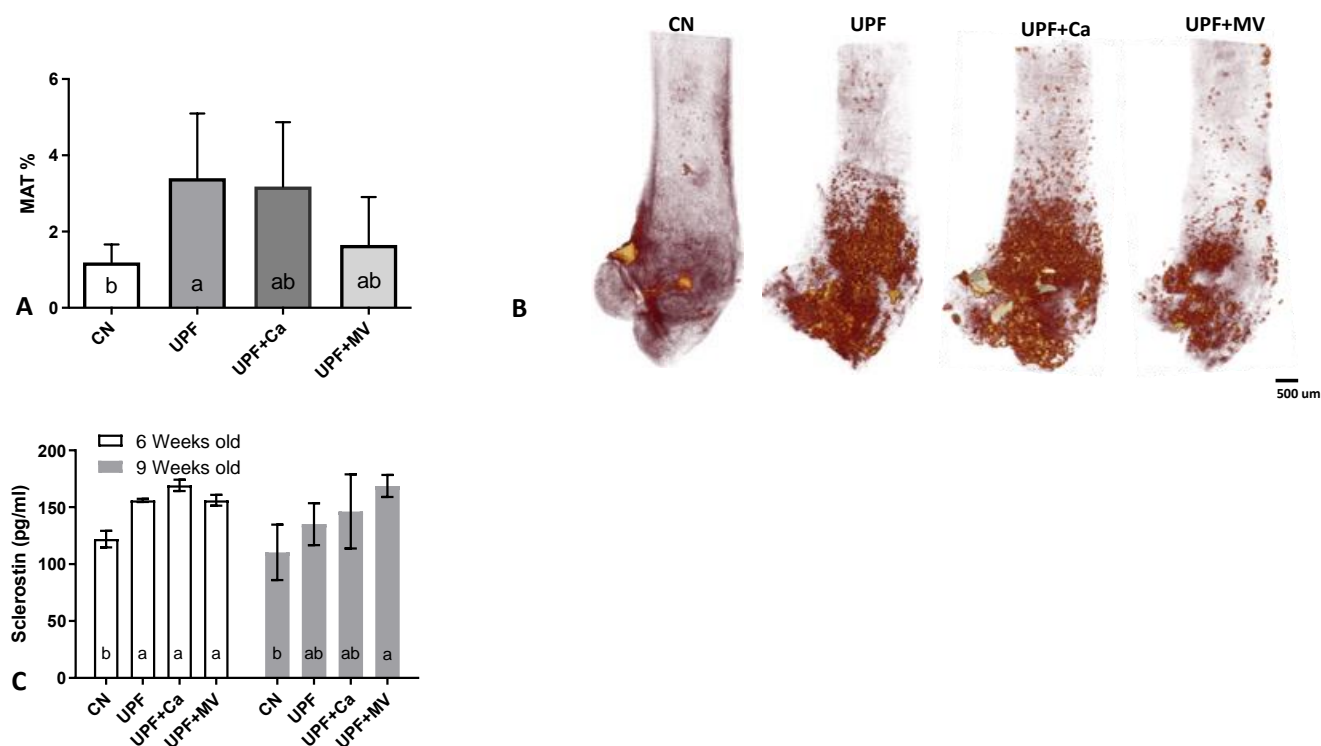 6
4
2
0
MAT %
b
a
ab
ab
CN
UPF
UPF+Ca
UPF+MV
A
CN
UPF
UPF+Ca
UPF+MV
B
500 um
6 Weeks old
9 Weeks old
200
150
100
50
0
Sclerostin (pg/ml)
b
a
a
a
b
ab
ab
a
CN
UPF
UPF+Ca
UPF+MV
CN
UPF
UPF+Ca
UPF+MV
C